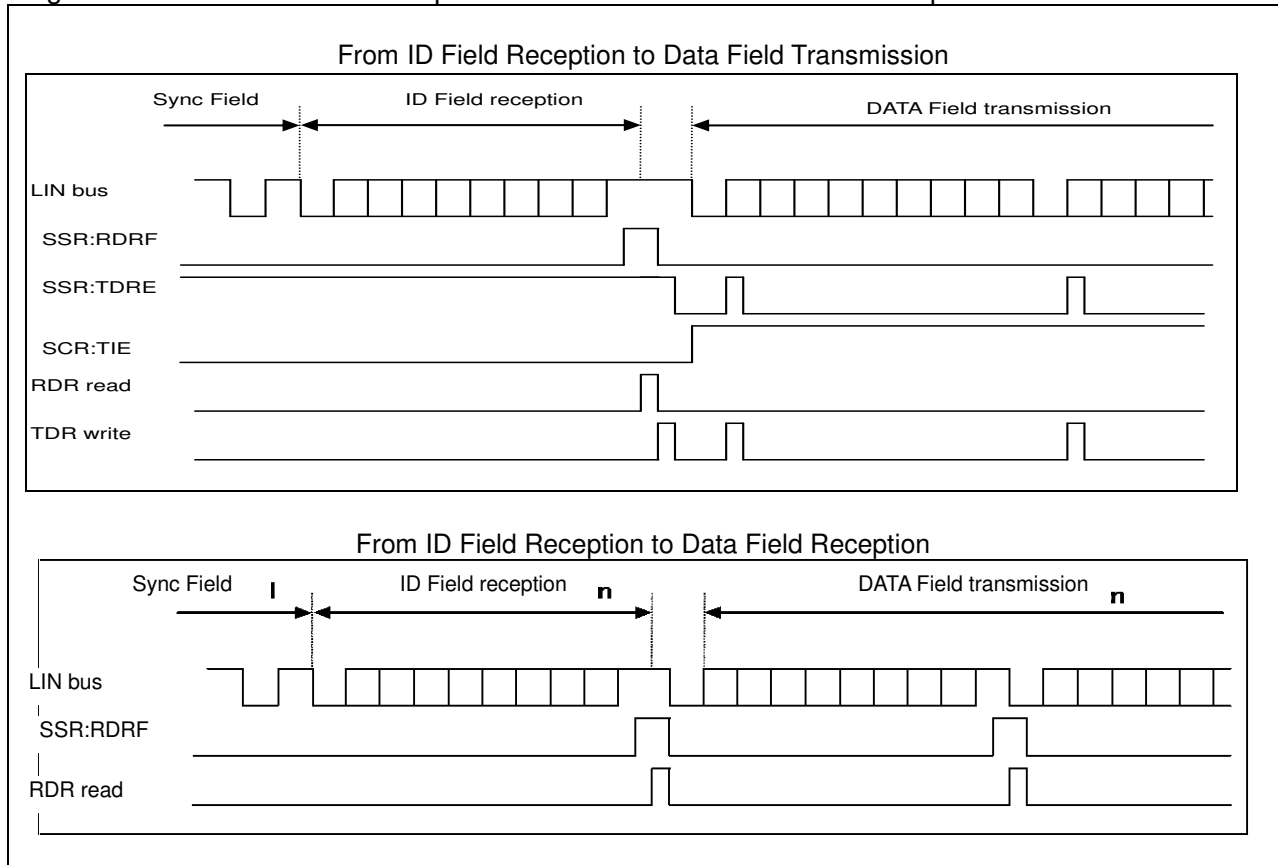 From ID Field Reception to Data Field Transmission
Sync Field ID Field reception DATA Field transmission
LIN bus
SSR:RDRF
SSR:TDRE
SCR:TIE
RDR read
TDR write
From ID Field Reception to Data Field Reception
Sync Field l ID Field reception n DATA Field transmission n
LIN bus
SSR:RDRF
RDR read